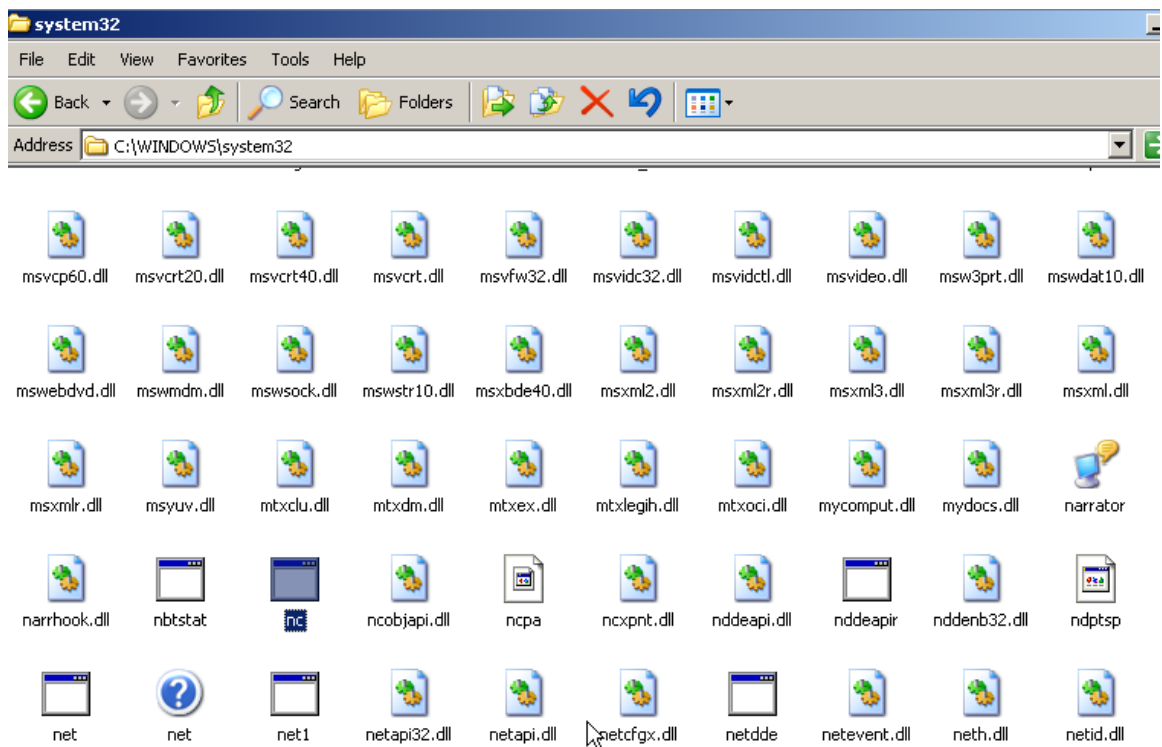 system32
File Edit View Favorites Tools Help
Back Search Folders
Address C:\WINDOWS\system32
msvcp60.dll msvcrt20.dll msvcrt40.dll msvcrt.dll msvfw32.dll msvidc32.dll msvidctl.dll msvideo.dll msw3prt.dll mswdat10.dll
mswebdvd.dll mswmdm.dll mswsock.dll mswstr10.dll msxbde40.dll msxml2.dll msxml2r.dll msxml3.dll msxml3r.dll msxml.dll
msxmlr.dll msyuv.dll mtxclu.dll mtxdm.dll mtxex.dll mtxlegih.dll mtxoci.dll mycomput.dll mydocs.dll narrator
narrhook.dll nbtstat nc ncobjapi.dll ncpa ncxpnt.dll nddeapi.dll nddeapir nddenb32.dll ndptsp
net net net1 netapi32.dll netapi.dll netcfgx.dll netdde netevent.dll neth.dll netid.dll